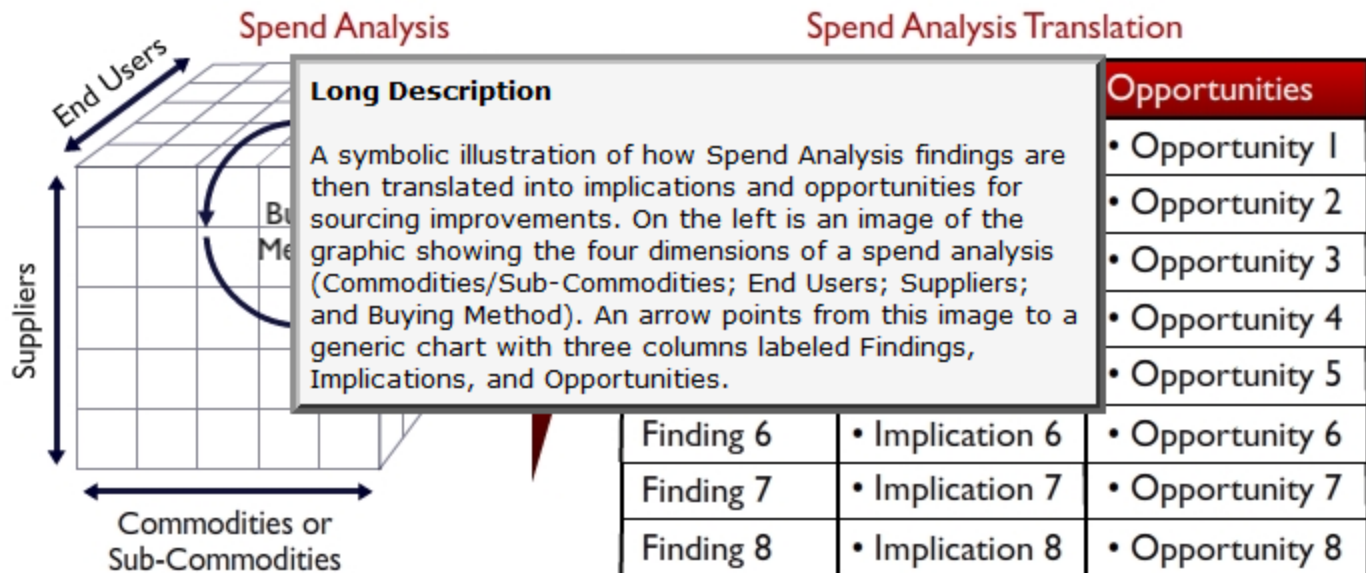 Spend Analysis
Spend Analysis Translation
End Users
Suppliers
Commodities or
Sub-Commodities
Long Description
A symbolic illustration of how Spend Analysis findings are
then translated into implications and opportunities for
sourcing improvements. On the left is an image of the
graphic showing the four dimensions of a spend analysis
(Commodities/Sub-Commodities; End Users; Suppliers;
and Buying Method). An arrow points from this image to a
generic chart with three columns labeled Findings,
Implications, and Opportunities.
Opportunities
• Opportunity 1
• Opportunity 2
• Opportunity 3
• Opportunity 4
• Opportunity 5
Finding 6 • Implication 6 • Opportunity 6
Finding 7 • Implication 7 • Opportunity 7
Finding 8 • Implication 8 • Opportunity 8